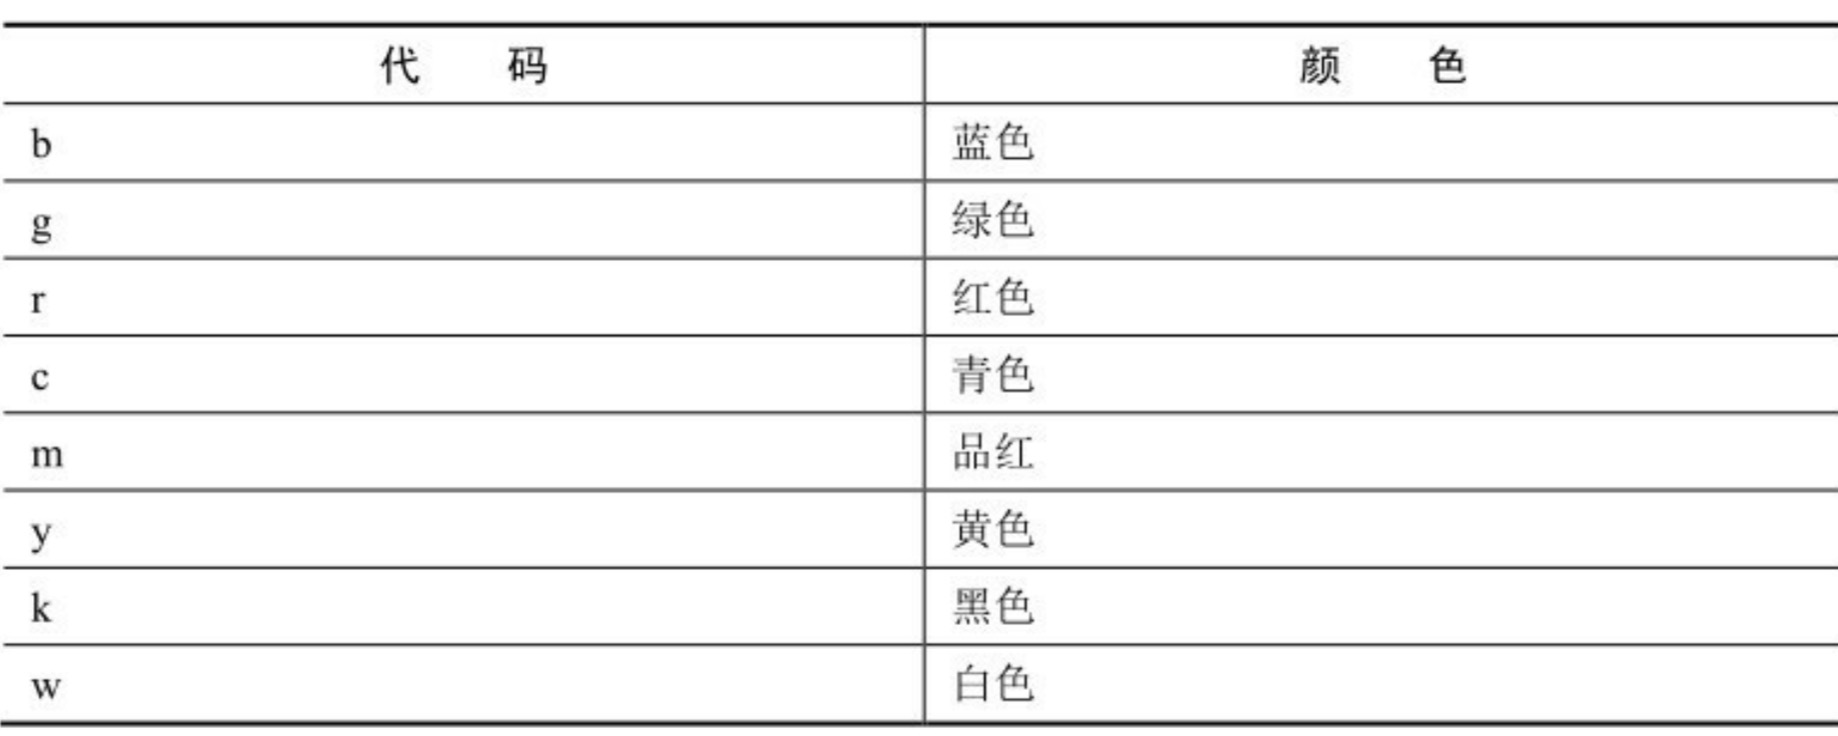 代 码 颜 色
b 蓝色
g 绿色
r 红色
c 青色
m 品红
y 黄色
k 黑色
w 白色